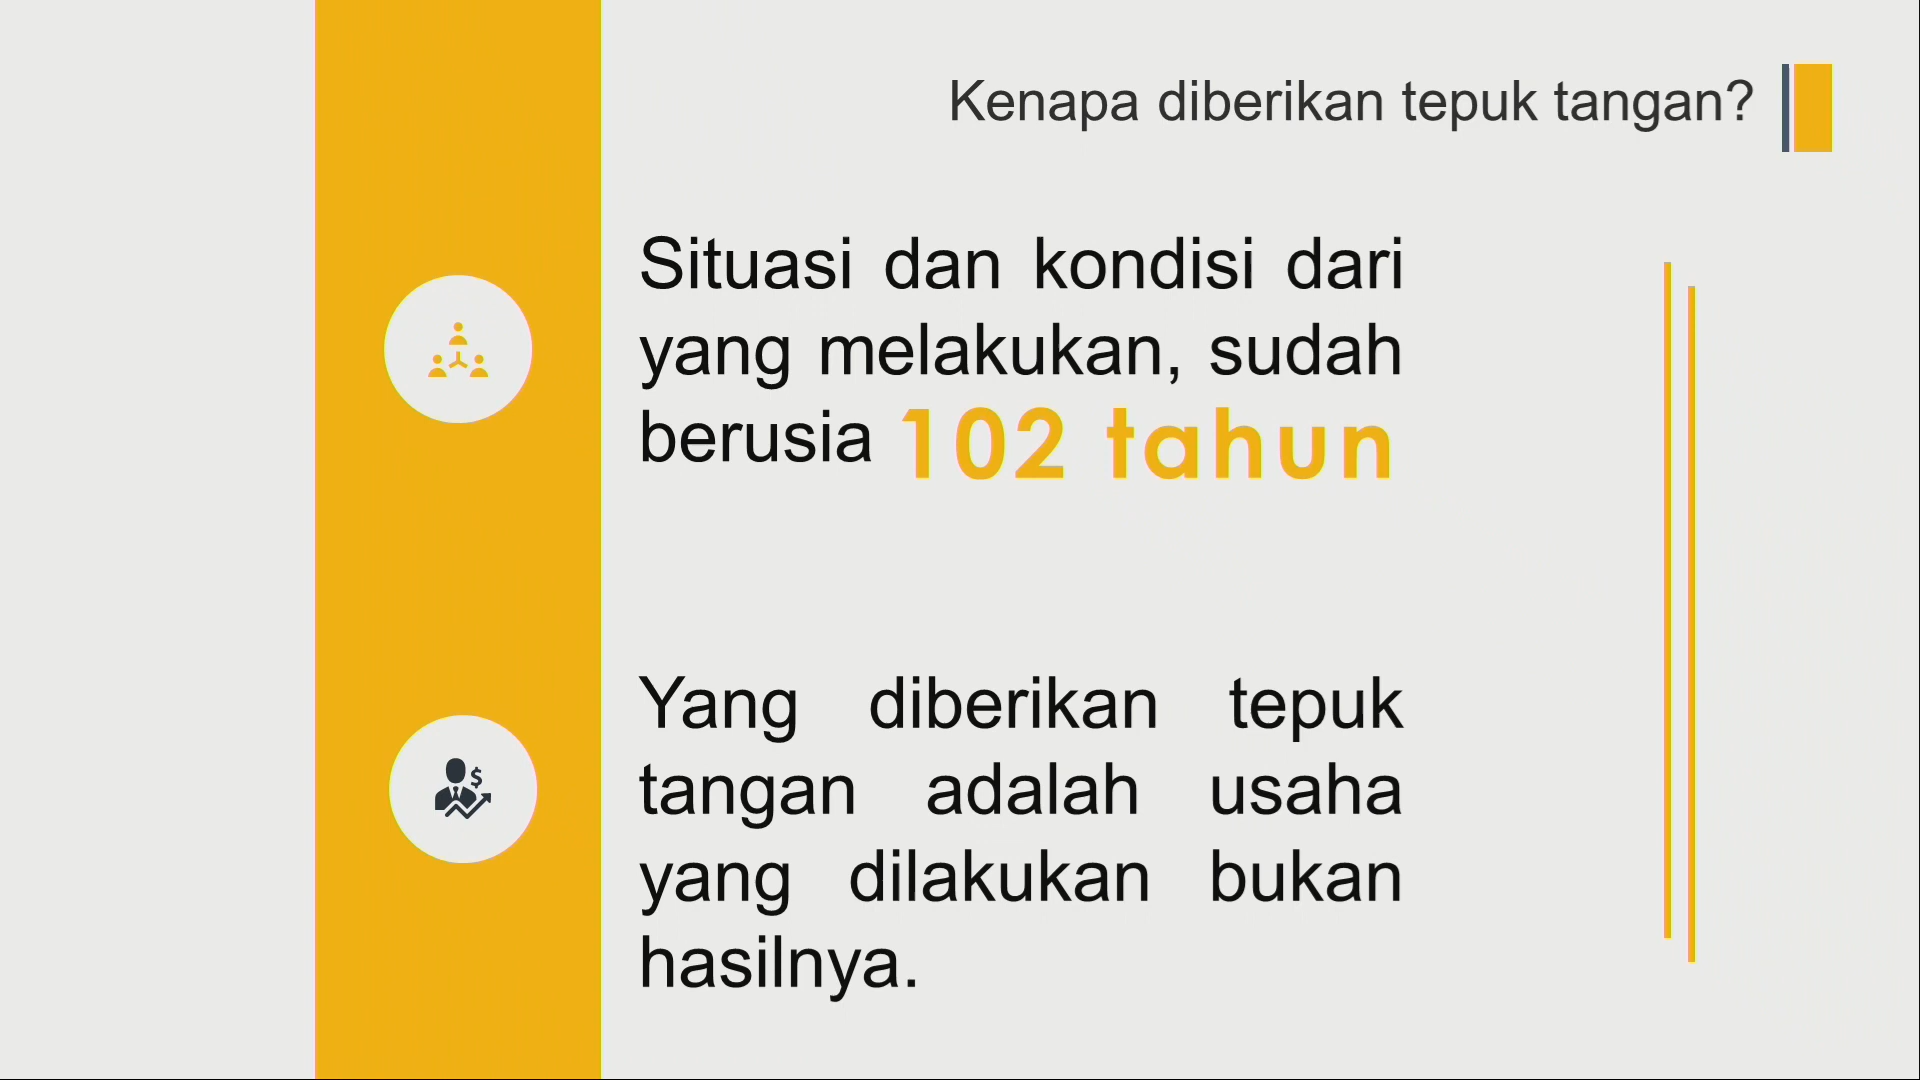 Kenapa diberikan tepuk tangan?
Situasi dan kondisi dari
yang melakukan, sudah
berusia 102 tahun
Yang diberikan tepuk
tangan adalah usaha
yang dilakukan bukan
hasilnya.